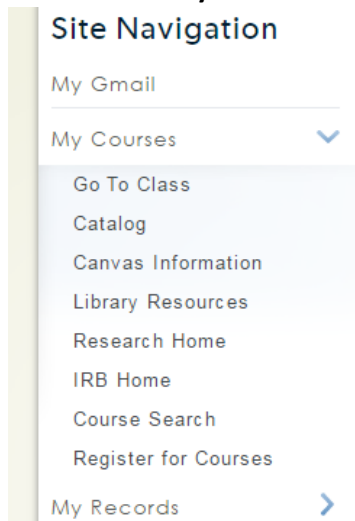 Site Navigation
My Gmail
My Courses
Go To Class
Catalog
Canvas Information
Library Resources
Research Home
IRB Home
Course Search
Register for Courses
My Records